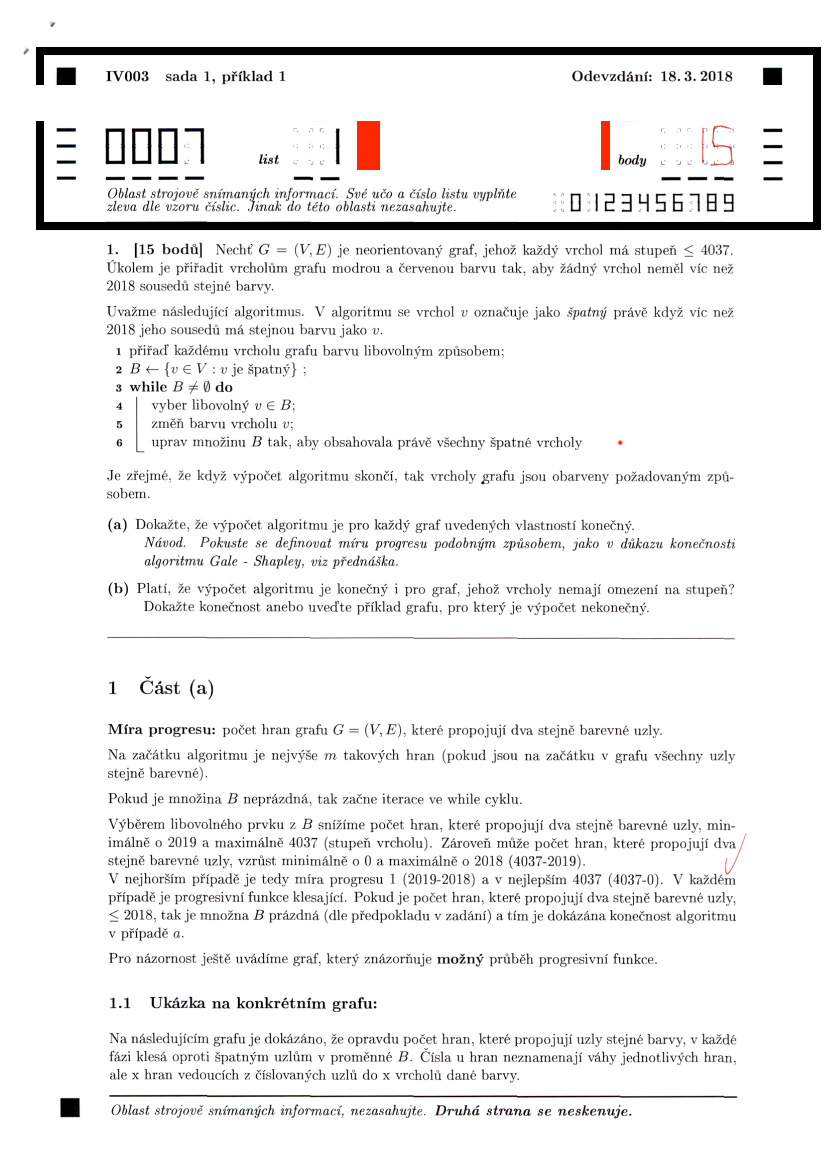 IV003 sada 1, příklad 1 Odevzdání: 18. 3. 2018
0007 list 1 body 15
Oblast strojově snímaných informací. Své učo a číslo listu vyplňte
zleva dle vzoru číslic. Jinak do této oblasti nezasahujte.
0123456789
1. [15 bodů] Nechť G = (V, E) je neorientovaný graf, jehož každý vrchol má stupeň ≤ 4037.
Úkolem je přiřadit vrcholům grafu modrou a červenou barvu tak, aby žádný vrchol neměl víc než
2018 sousedů stejné barvy.
Uvažme následující algoritmus. V algoritmu se vrchol v označuje jako špatný právě když víc než
2018 jeho sousedů má stejnou barvu jako v.
1 přiřaď každému vrcholu grafu barvu libovolným způsobem;
2 B ← {v ∈ V : v je špatný} ;
3 while B ≠ ∅ do
4 vyber libovolný v ∈ B;
5 změň barvu vrcholu v;
6 uprav množinu B tak, aby obsahovala právě všechny špatné vrcholy
Je zřejmé, že když výpočet algoritmu skončí, tak vrcholy grafu jsou obarveny požadovaným způ-
sobem.
(a) Dokažte, že výpočet algoritmu je pro každý graf uvedených vlastností konečný.
Návod. Pokuste se definovat míru progresu podobným způsobem, jako v důkazu konečnosti
algoritmu Gale - Shapley, viz přednáška.
(b) Platí, že výpočet algoritmu je konečný i pro graf, jehož vrcholy nemají omezení na stupeň?
Dokažte konečnost anebo uveďte příklad grafu, pro který je výpočet nekonečný.
1 Část (a)
Míra progresu: počet hran grafu G = (V, E), které propojují dva stejně barevné uzly.
Na začátku algoritmu je nejvýše m takových hran (pokud jsou na začátku v grafu všechny uzly
stejně barevné).
Pokud je množina B neprázdná, tak začne iterace ve while cyklu.
Výběrem libovolného prvku z B snížíme počet hran, které propojují dva stejně barevné uzly, min-
imálně o 2019 a maximálně 4037 (stupeň vrcholu). Zároveň může počet hran, které propojují dva
stejně barevné uzly, vzrůst minimálně o 0 a maximálně o 2018 (4037-2019).
V nejhorším případě je tedy míra progresu 1 (2019-2018) a v nejlepším 4037 (4037-0). V každém
případě je progresivní funkce klesající. Pokud je počet hran, které propojují dva stejně barevné uzly,
≤ 2018, tak je množna B prázdná (dle předpokladu v zadání) a tím je dokázána konečnost algoritmu
v případě a.
Pro názornost ještě uvádíme graf, který znázorňuje možný průběh progresivní funkce.
1.1 Ukázka na konkrétním grafu:
Na následujícím grafu je dokázáno, že opravdu počet hran, které propojují uzly stejné barvy, v každé
fázi klesá oproti špatným uzlům v proměnné B. Čísla u hran neznamenají váhy jednotlivých hran,
ale x hran vedoucích z číslovaných uzlů do x vrcholů dané barvy.
Oblast strojově snímaných informací, nezasahujte. Druhá strana se neskenuje.